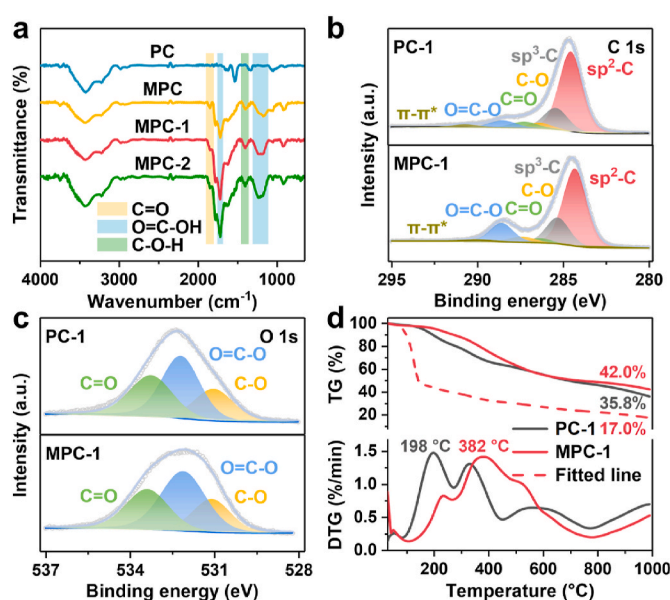 a
PC
MPC
MPC-1
MPC-2
C=O
O=C-OH
C-O-H
Transmittance (%)
4000 3000 2000 1000
Wavenumber (cm⁻¹)
b
PC-1
C 1s
sp³-C
sp²-C
C-O
C=O
O=C-O
π-π*
MPC-1
sp³-C
sp²-C
C-O
C=O
O=C-O
π-π*
Intensity (a.u.)
295 290 285 280
Binding energy (eV)
c
PC-1
O 1s
O=C-O
C=O
C-O
MPC-1
O=C-O
C=O
C-O
Intensity (a.u.)
537 534 531 528
Binding energy (eV)
d
100
80
60
40
20
TG (%)
42.0%
35.8%
17.0%
PC-1
MPC-1
Fitted line
198 °C
382 °C
1.5
1.0
0.5
0.0
DTG (%/min)
200 400 600 800 1000
Temperature (°C)